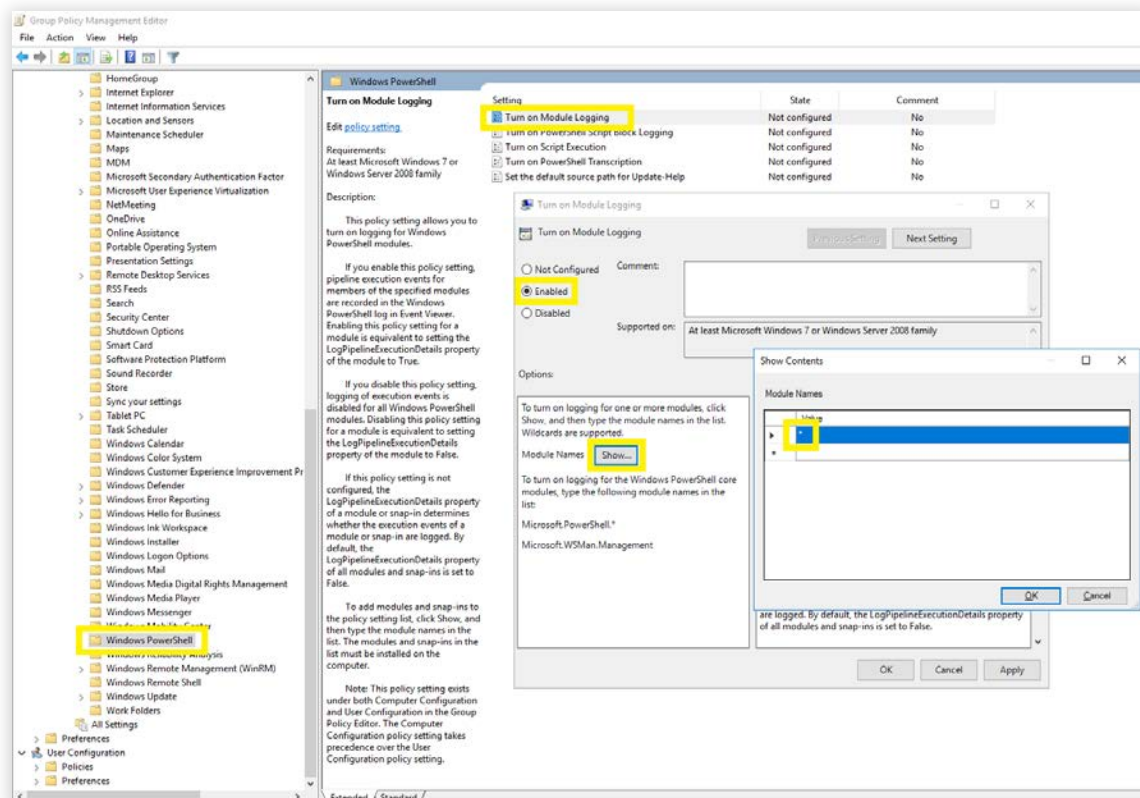 Group Policy Management Editor
File Action View Help
HomeGroup
Internet Explorer
Internet Information Services
Location and Sensors
Maintenance Scheduler
Maps
MDM
Microsoft Secondary Authentication Factor
Microsoft User Experience Virtualization
NetMeeting
OneDrive
Online Assistance
Portable Operating System
Presentation Settings
Remote Desktop Services
RSS Feeds
Search
Security Center
Shutdown Options
Smart Card
Software Protection Platform
Sound Recorder
Store
Sync your settings
Tablet PC
Task Scheduler
Windows Calendar
Windows Color System
Windows Customer Experience Improvement Pr
Windows Defender
Windows Error Reporting
Windows Hello for Business
Windows Ink Workspace
Windows Installer
Windows Logon Options
Windows Mail
Windows Media Digital Rights Management
Windows Media Player
Windows Messenger
Windows Mobility Center
Windows PowerShell
Windows Reliability Analysis
Windows Remote Management (WinRM)
Windows Remote Shell
Windows Update
Work Folders
All Settings
Preferences
User Configuration
Policies
Preferences
Windows PowerShell
Turn on Module Logging
Edit policy setting
Requirements:
At least Microsoft Windows 7 or
Windows Server 2008 family
Description:
This policy setting allows you to
turn on logging for Windows
PowerShell modules.
If you enable this policy setting,
pipeline execution events for
members of the specified modules
are recorded in the Windows
PowerShell log in Event Viewer.
Enabling this policy setting for a
module is equivalent to setting the
LogPipelineExecutionDetails property
of the module to True.
If you disable this policy setting,
logging of execution events is
disabled for all Windows PowerShell
modules. Disabling this policy setting
for a module is equivalent to setting
the LogPipelineExecutionDetails
property of the module to False.
If this policy setting is not
configured, the
LogPipelineExecutionDetails property
of a module or snap-in determines
whether the execution events of a
module or snap-in are logged. By
default, the
LogPipelineExecutionDetails property
of all modules and snap-ins is set to
False.
To add modules and snap-ins to
the policy setting list, click Show, and
then type the module names in the
list. The modules and snap-ins in the
list must be installed on the
computer.
Note: This policy setting exists
under both Computer Configuration
and User Configuration in the Group
Policy Editor. The Computer
Configuration policy setting takes
precedence over the User
Configuration policy setting.
Extended Standard
Setting State Comment
Turn on Module Logging Not configured No
Turn on PowerShell Script Block Logging Not configured No
Turn on Script Execution Not configured No
Turn on PowerShell Transcription Not configured No
Set the default source path for Update-Help Not configured No
Turn on Module Logging
Turn on Module Logging
Previous Setting Next Setting
Not Configured Comment:
Enabled
Disabled
Supported on: At least Microsoft Windows 7 or Windows Server 2008 family
Options:
To turn on logging for one or more modules, click
Show, and then type the module names in the list.
Wildcards are supported.
Module Names Show...
To turn on logging for the Windows PowerShell core
modules, type the following module names in the
list:
Microsoft.PowerShell.*
Microsoft.WSMan.Management
Show Contents
Module Names
Value
*
OK Cancel
are logged. By default, the LogPipelineExecutionDetails property
of all modules and snap-ins is set to False.
OK Cancel Apply